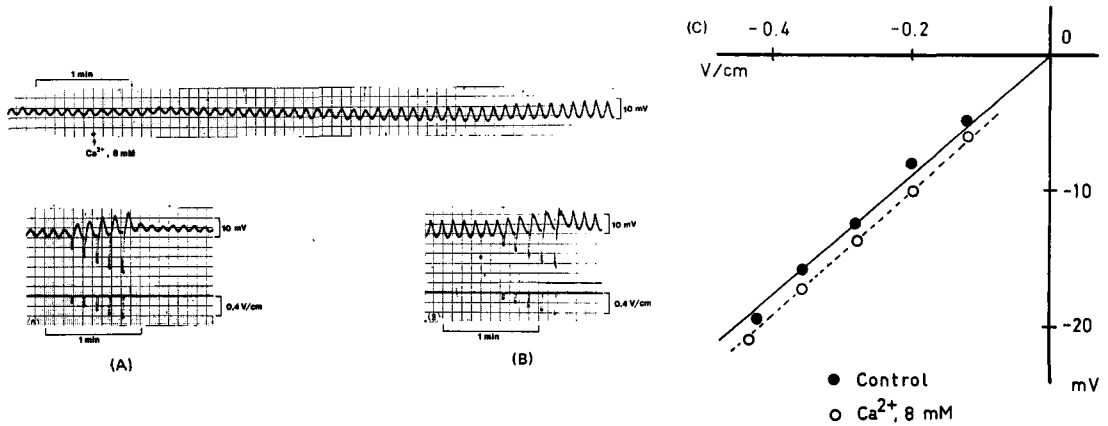 1 min
10 mV
Ca²⁺, 8 mM
10 mV
0.4 V/cm
1 min
(A)
10 mV
0.4 V/cm
1 min
(B)
(C)
-0.4 -0.2 0
V/cm
-10
-20
mV
● Control
○ Ca²⁺, 8 mM